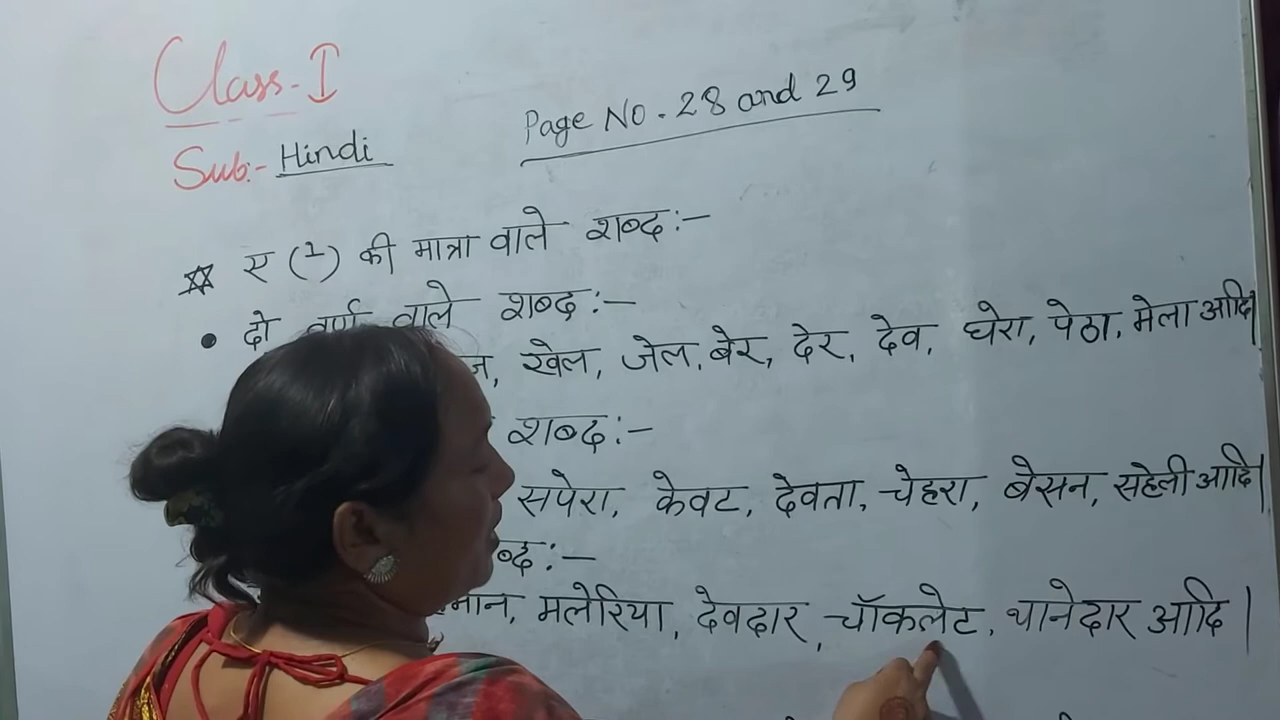 Class-I
Sub:- Hindi
Page No. 28 and 29
ए (े) की मात्रा वाले शब्द :-
• दो वर्ण वाले शब्द :-
खेल, जेल, बेर, देर, देव, घेरा, पेठा, मेला आदि।
शब्द :-
सपेरा, केवट, देवता, चेहरा, बेसन, सहेली आदि।
मलेरिया, देवदार, चॉकलेट, थानेदार आदि।